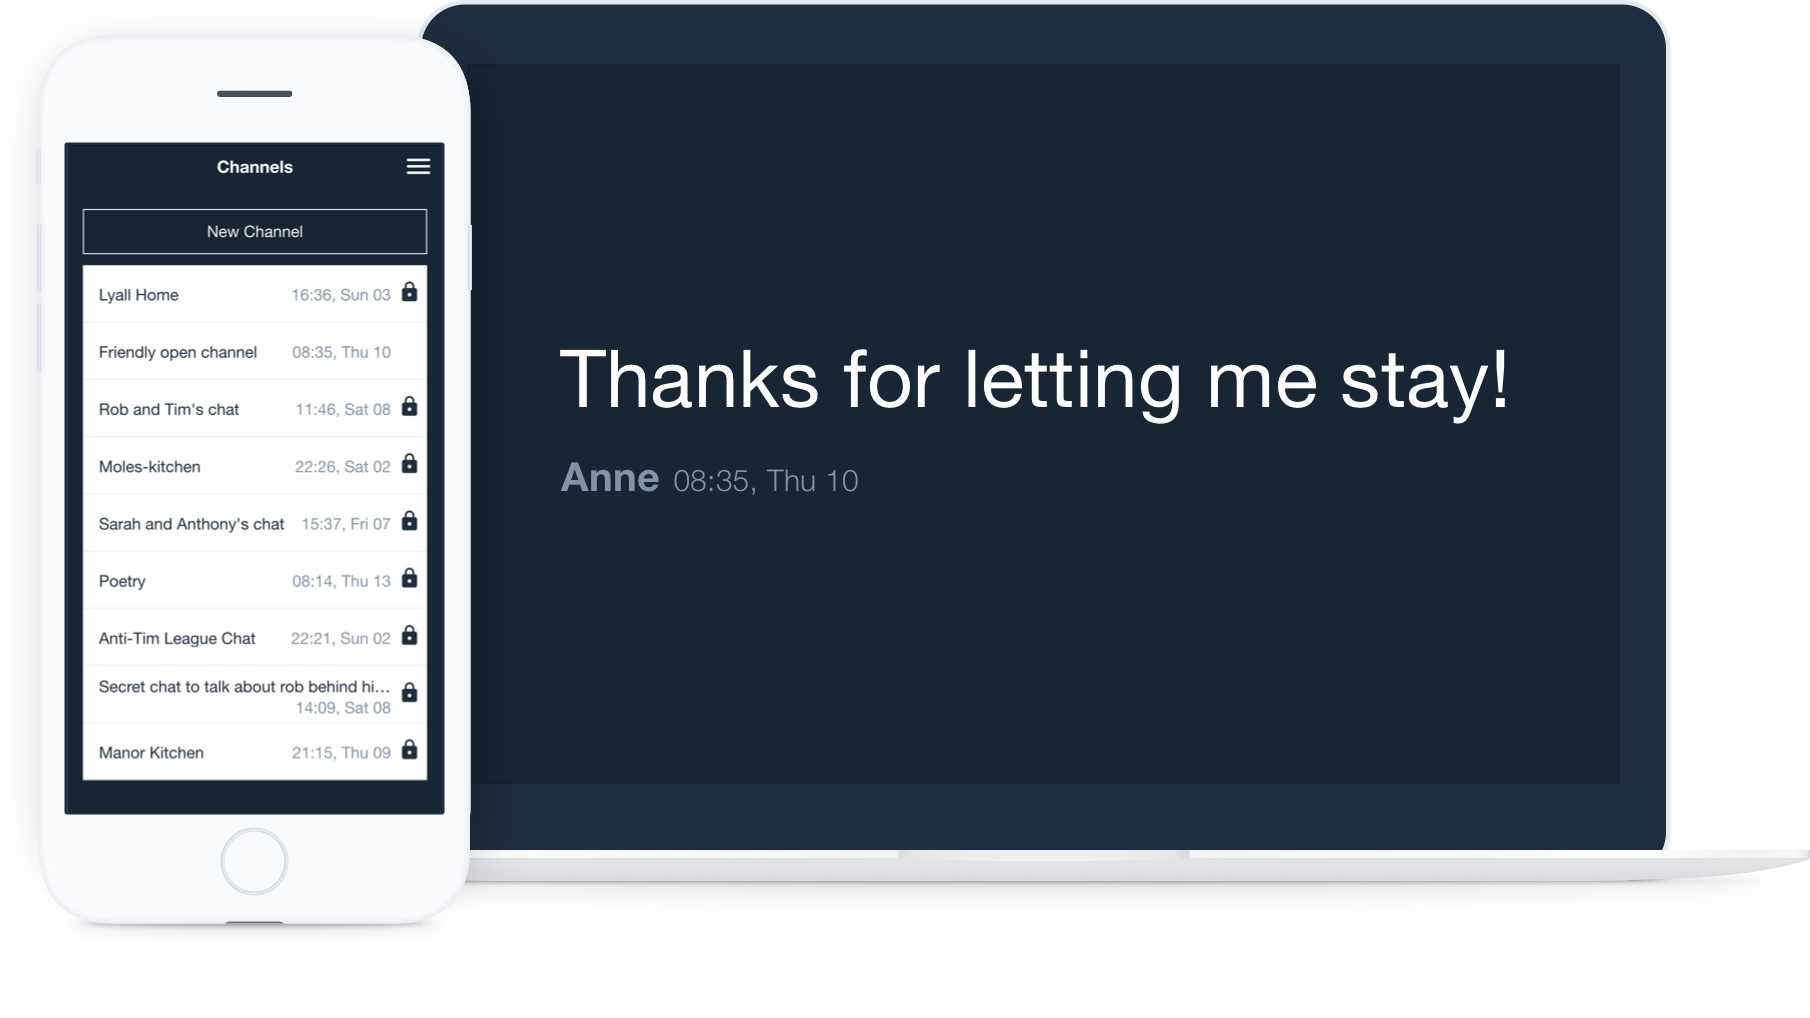 Channels
New Channel
Lyall Home 16:36, Sun 03
Friendly open channel 08:35, Thu 10
Rob and Tim's chat 11:46, Sat 08
Moles-kitchen 22:26, Sat 02
Sarah and Anthony's chat 15:37, Fri 07
Poetry 08:14, Thu 13
Anti-Tim League Chat 22:21, Sun 02
Secret chat to talk about rob behind hi...
14:09, Sat 08
Manor Kitchen 21:15, Thu 09
Thanks for letting me stay!
Anne 08:35, Thu 10